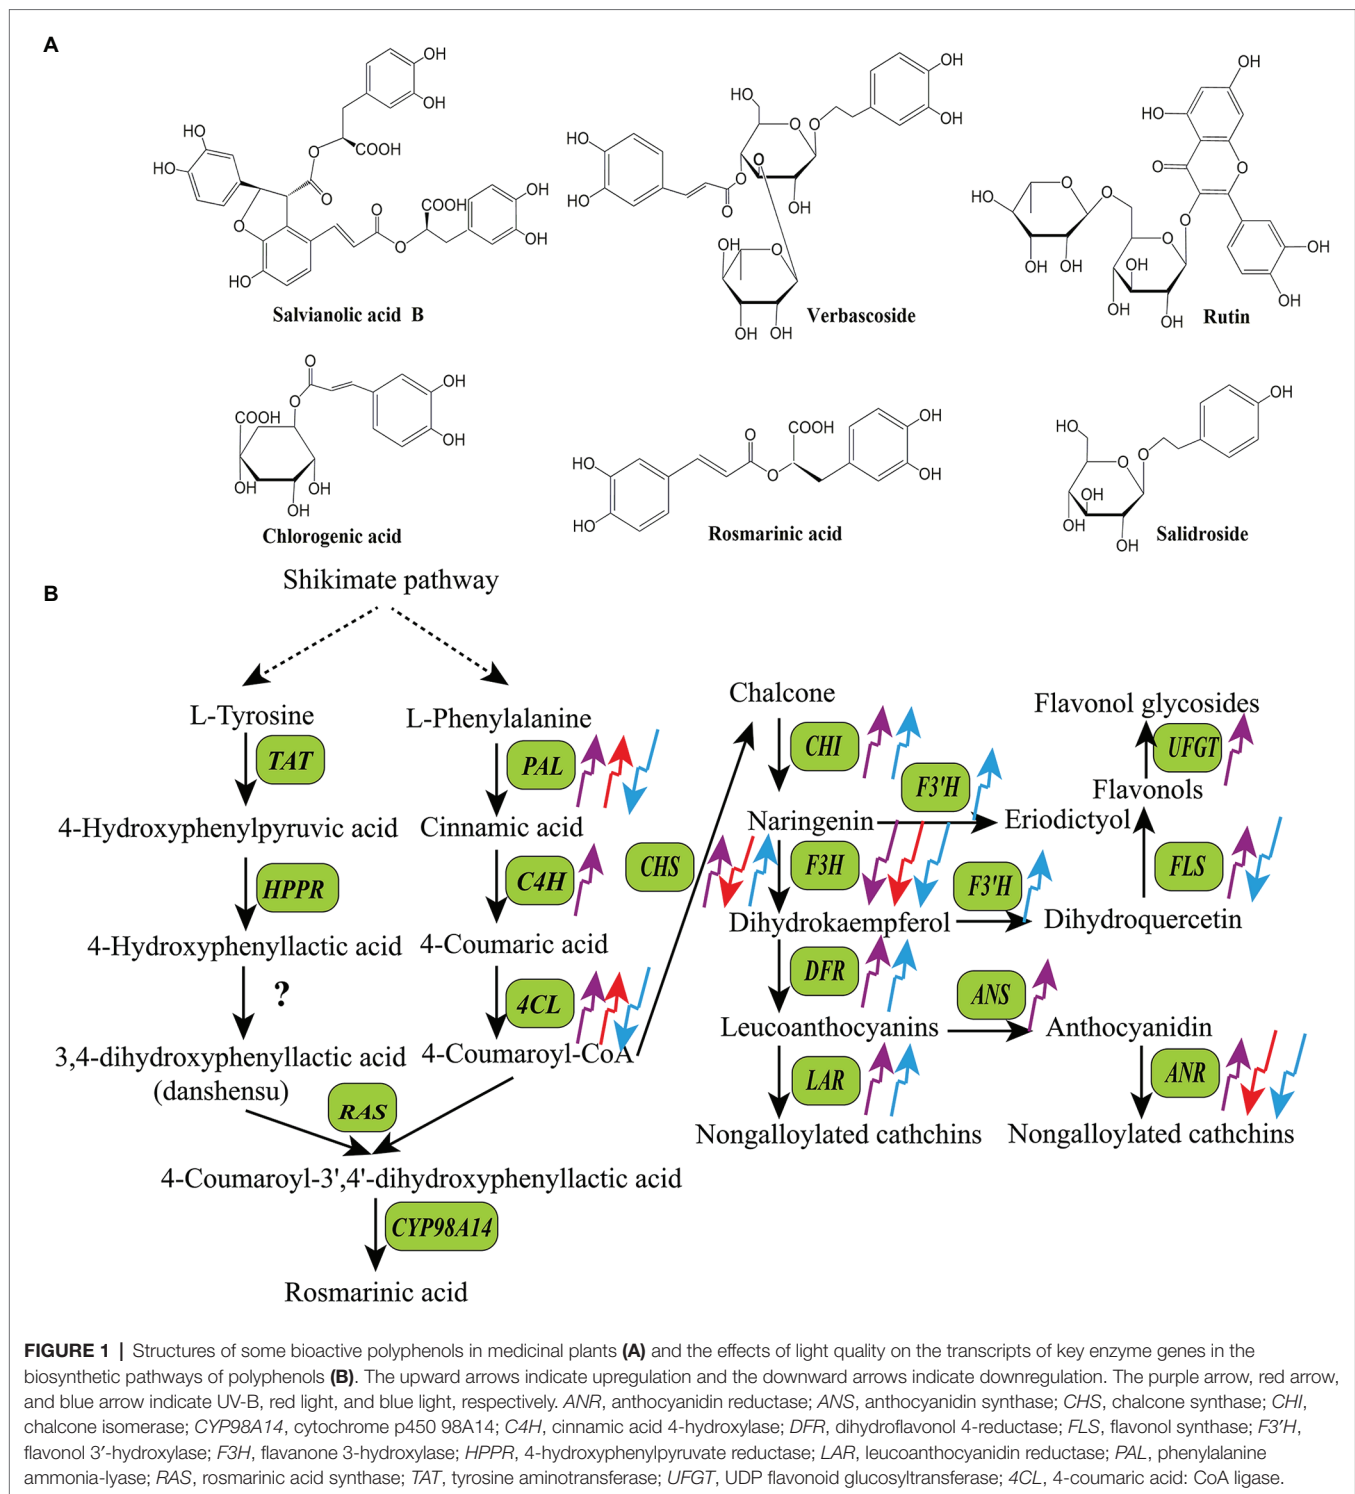 A
OH
OH
HO
HO
O
COOH
O
O
O
O
COOH
OH
OH
HO
Salvianolic acid B
OH
OH
HO
O
O
HO
HO
O
O
O
OH
OH
O
OH
OH
Verbascoside
OH
HO
O
O
O
O
O
HO
OH
OH
O
OH
OH
OH
OH
OH
Rutin
O
O
COOH
OH
OH
OH
OH
OH
Chlorogenic acid
HO
HO
O
O
COOH
OH
OH
Rosmarinic acid
HO
O
O
OH
OH
OH
OH
Salidroside
B
Shikimate pathway
L-Tyrosine
TAT
4-Hydroxyphenylpyruvic acid
HPPR
4-Hydroxyphenyllactic acid
?
3,4-dihydroxyphenyllactic acid
(danshensu)
RAS
L-Phenylalanine
PAL
Cinnamic acid
C4H
4-Coumaric acid
4CL
4-Coumaroyl-CoA
4-Coumaroyl-3',4'-dihydroxyphenyllactic acid
CYP98A14
Rosmarinic acid
CHS
Chalcone
CHI
Naringenin
F3'H
Eriodictyol
F3H
Dihydrokaempferol
F3'H
Dihydroquercetin
FLS
Flavonols
UFGT
Flavonol glycosides
DFR
Leucoanthocyanins
ANS
Anthocyanidin
LAR
ANR
Nongalloylated cathchins
Nongalloylated cathchins
FIGURE 1 | Structures of some bioactive polyphenols in medicinal plants (A) and the effects of light quality on the transcripts of key enzyme genes in the
biosynthetic pathways of polyphenols (B). The upward arrows indicate upregulation and the downward arrows indicate downregulation. The purple arrow, red arrow,
and blue arrow indicate UV-B, red light, and blue light, respectively. ANR, anthocyanidin reductase; ANS, anthocyanidin synthase; CHS, chalcone synthase; CHI,
chalcone isomerase; CYP98A14, cytochrome p450 98A14; C4H, cinnamic acid 4-hydroxylase; DFR, dihydroflavonol 4-reductase; FLS, flavonol synthase; F3′H,
flavonol 3′-hydroxylase; F3H, flavanone 3-hydroxylase; HPPR, 4-hydroxyphenylpyruvate reductase; LAR, leucoanthocyanidin reductase; PAL, phenylalanine
ammonia-lyase; RAS, rosmarinic acid synthase; TAT, tyrosine aminotransferase; UFGT, UDP flavonoid glucosyltransferase; 4CL, 4-coumaric acid: CoA ligase.